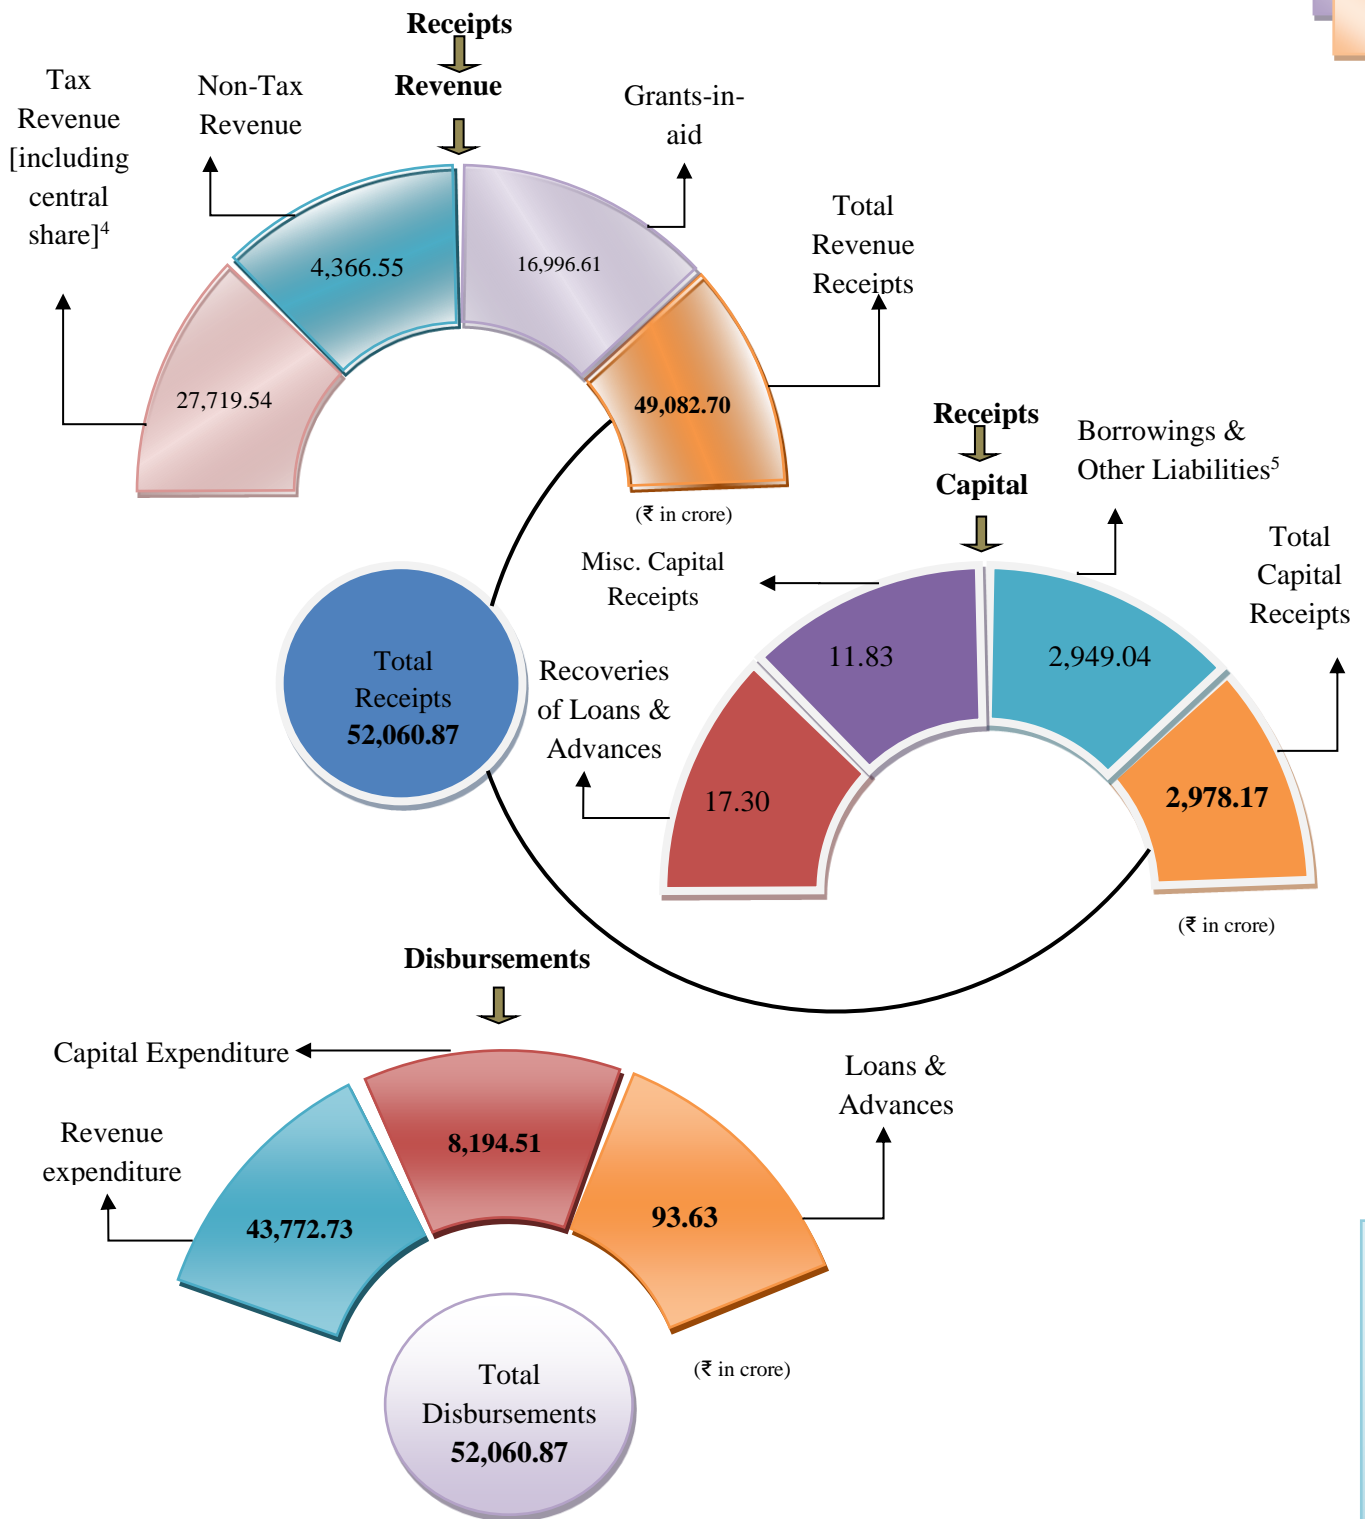 Receipts
Revenue
Tax
Revenue
[including
central
share]4
Non-Tax
Revenue
Grants-in-
aid
Total
Revenue
Receipts
27,719.54
4,366.55
16,996.61
49,082.70
(₹ in crore)
Receipts
Capital
Borrowings &
Other Liabilities5
Total
Capital
Receipts
Misc. Capital
Receipts
Recoveries
of Loans &
Advances
17.30
11.83
2,949.04
2,978.17
(₹ in crore)
Total
Receipts
52,060.87
Disbursements
Capital Expenditure
Revenue
expenditure
Loans &
Advances
43,772.73
8,194.51
93.63
(₹ in crore)
Total
Disbursements
52,060.87